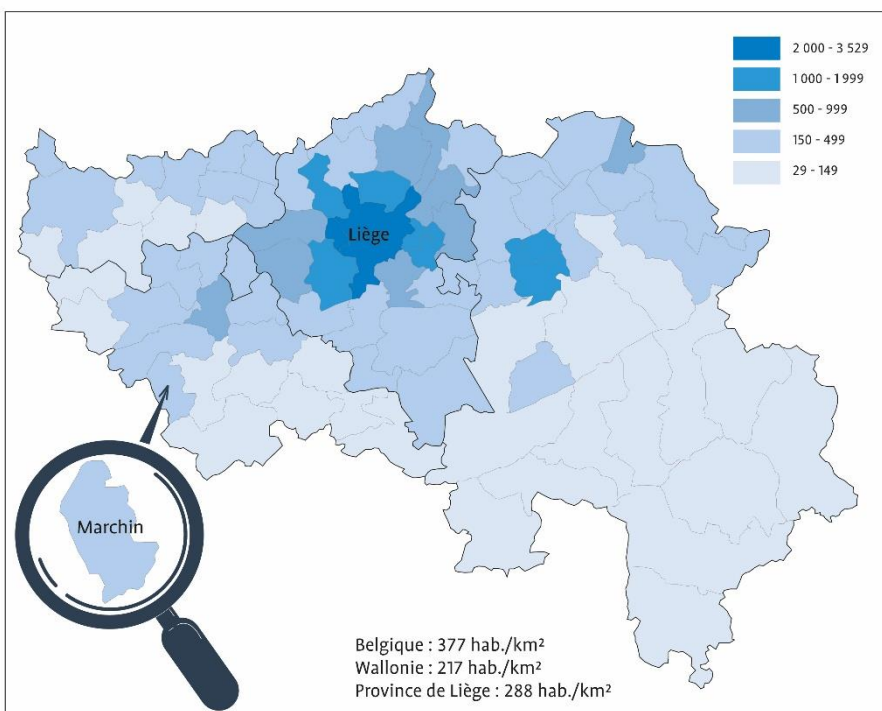 2 000 - 3 529
1 000 - 1 999
500 - 999
150 - 499
29 - 149
Liège
Marchin
Belgique : 377 hab./km²
Wallonie : 217 hab./km²
Province de Liège : 288 hab./km²